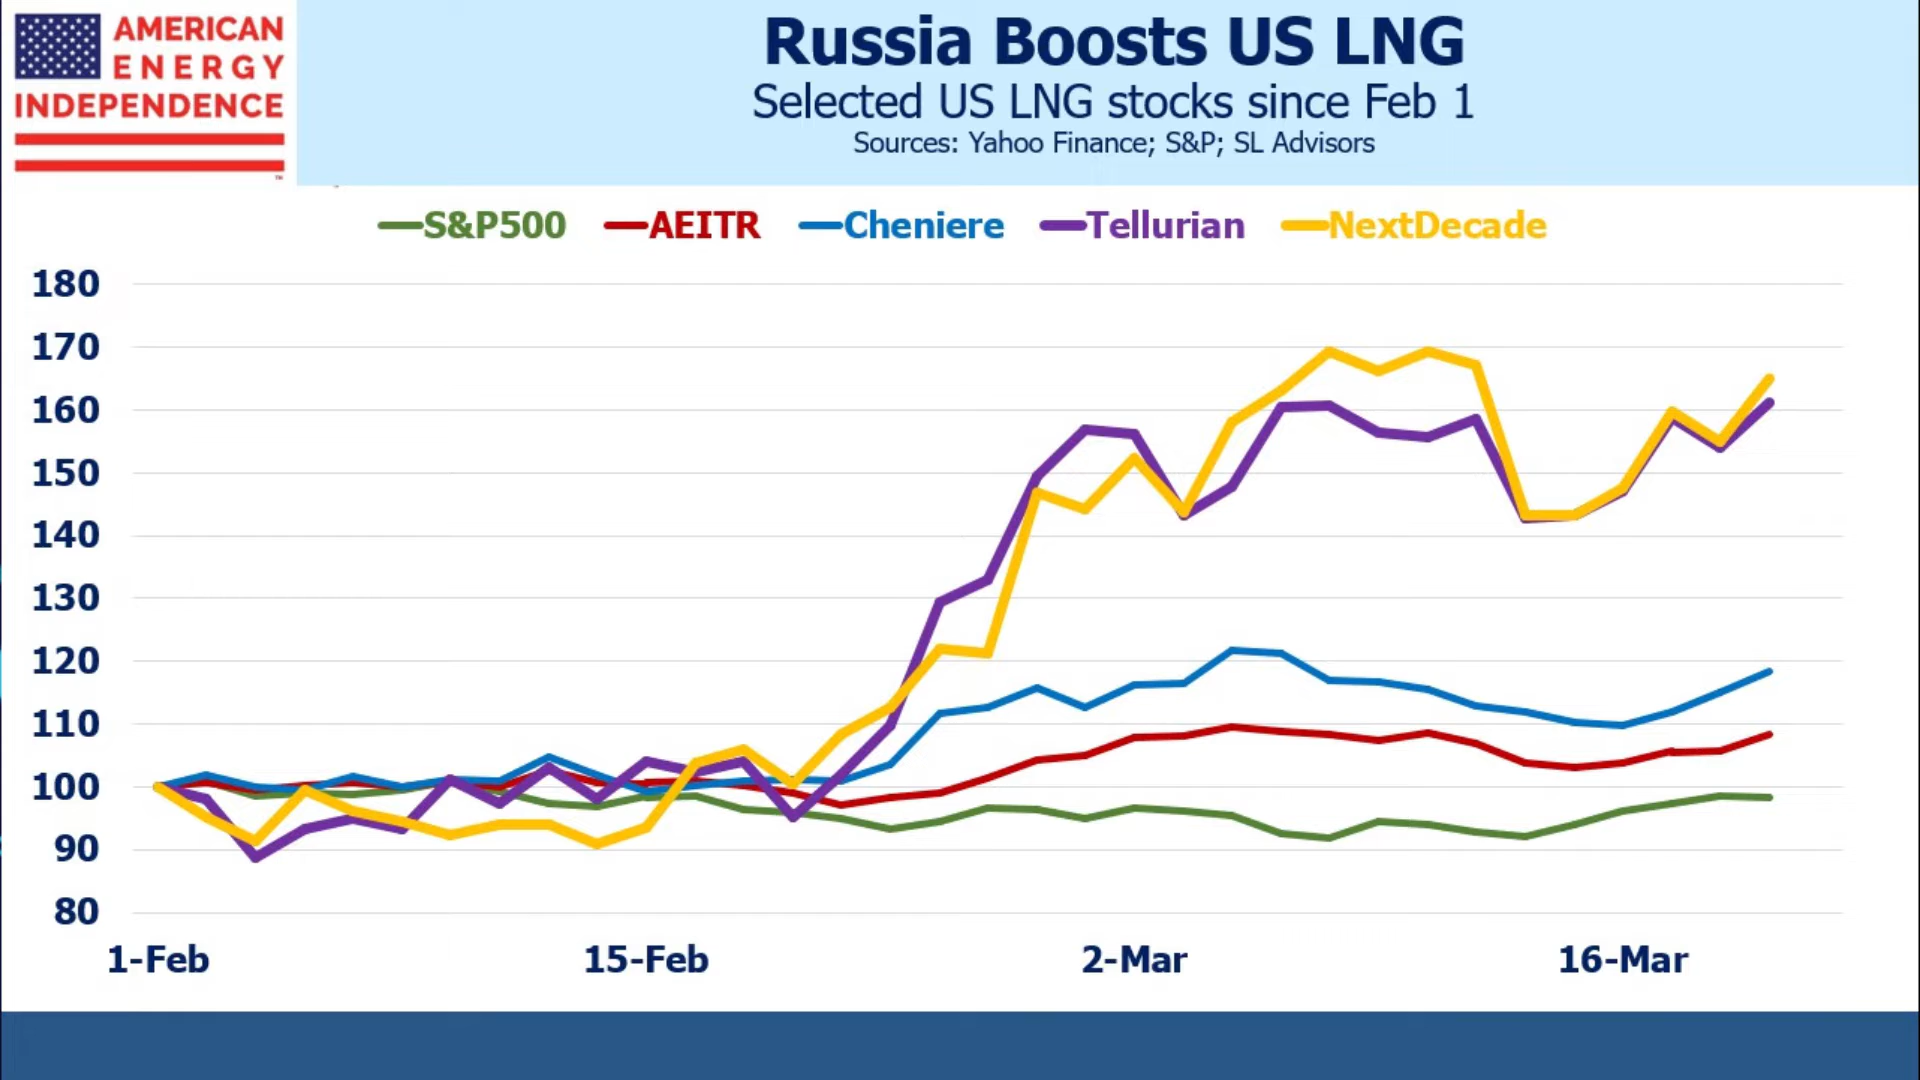 AMERICAN
ENERGY
INDEPENDENCE
™
Russia Boosts US LNG
Selected US LNG stocks since Feb 1
Sources: Yahoo Finance; S&P; SL Advisors
S&P500 AEITR Cheniere Tellurian NextDecade
180
170
160
150
140
130
120
110
100
90
80
1-Feb 15-Feb 2-Mar 16-Mar